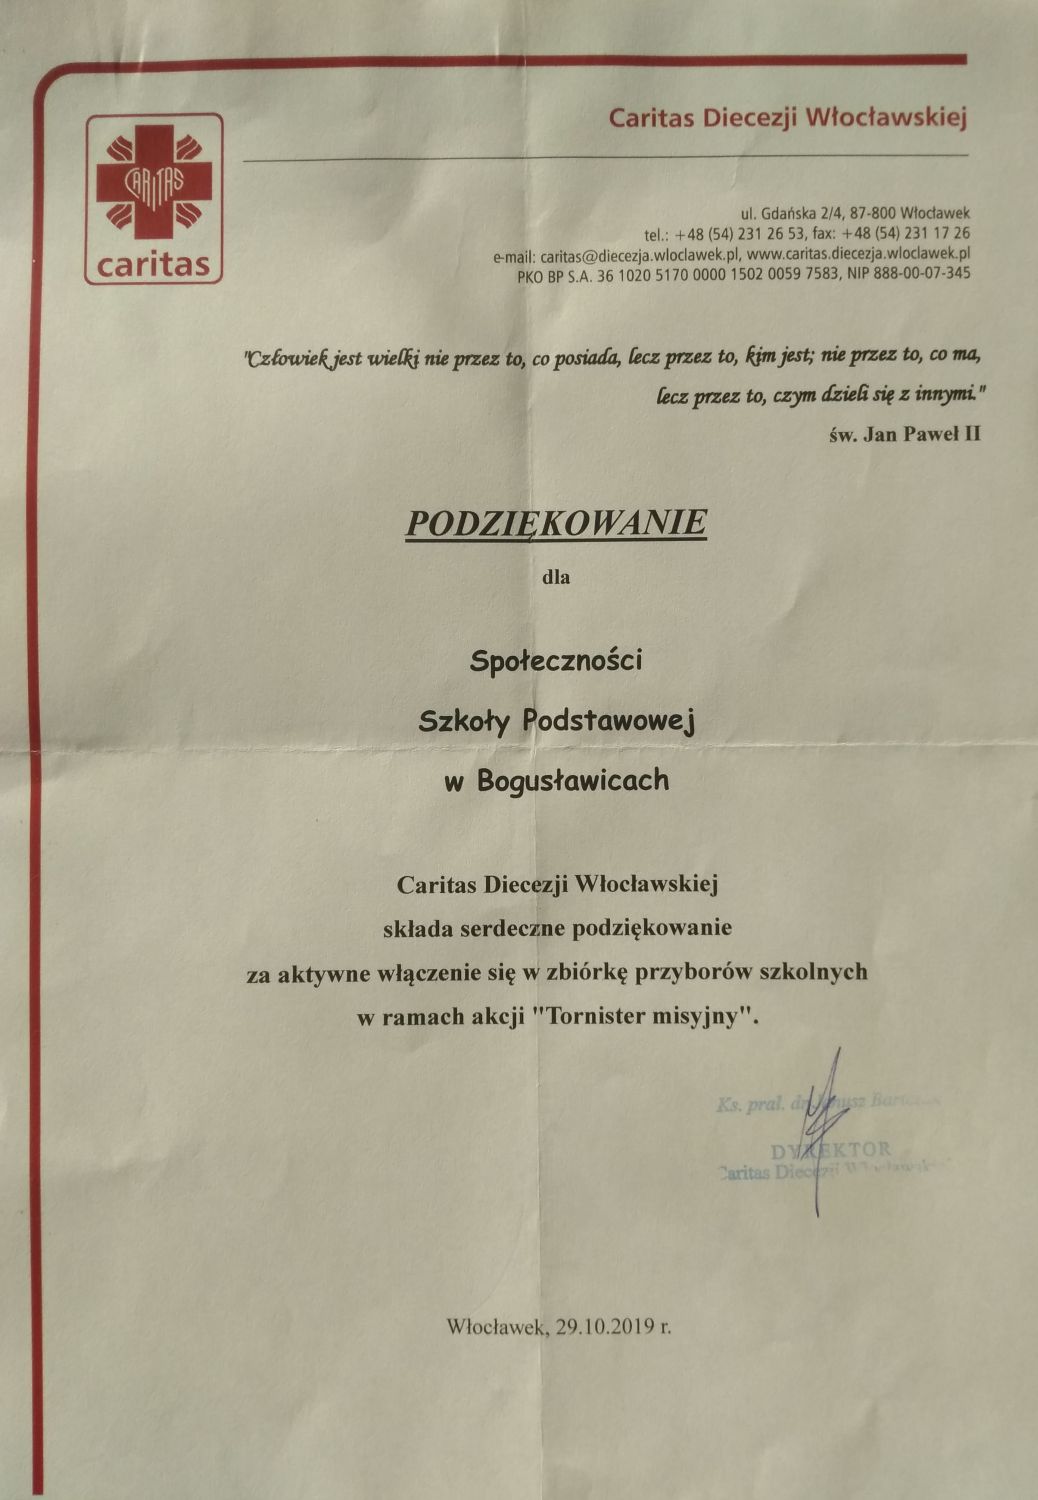 Caritas Diecezji Włocławskiej
CARITAS
caritas
ul. Gdańska 2/4, 87-800 Włocławek
tel.: +48 (54) 231 26 53, fax: +48 (54) 231 17 26
e-mail: caritas@diecezja.wloclawek.pl, www.caritas.diecezja.wloclawek.pl
PKO BP S.A. 36 1020 5170 0000 1502 0059 7583, NIP 888-00-07-345
"Człowiek jest wielki nie przez to, co posiada, lecz przez to, kim jest; nie przez to, co ma,
lecz przez to, czym dzieli się z innymi."
św. Jan Paweł II
PODZIĘKOWANIE
dla
Społeczności
Szkoły Podstawowej
w Bogusławicach
Caritas Diecezji Włocławskiej
składa serdeczne podziękowanie
za aktywne włączenie się w zbiórkę przyborów szkolnych
w ramach akcji "Tornister misyjny".
Ks. prał. dr
DYREKTOR
Caritas Diecezji Włocławskiej
Włocławek, 29.10.2019 r.